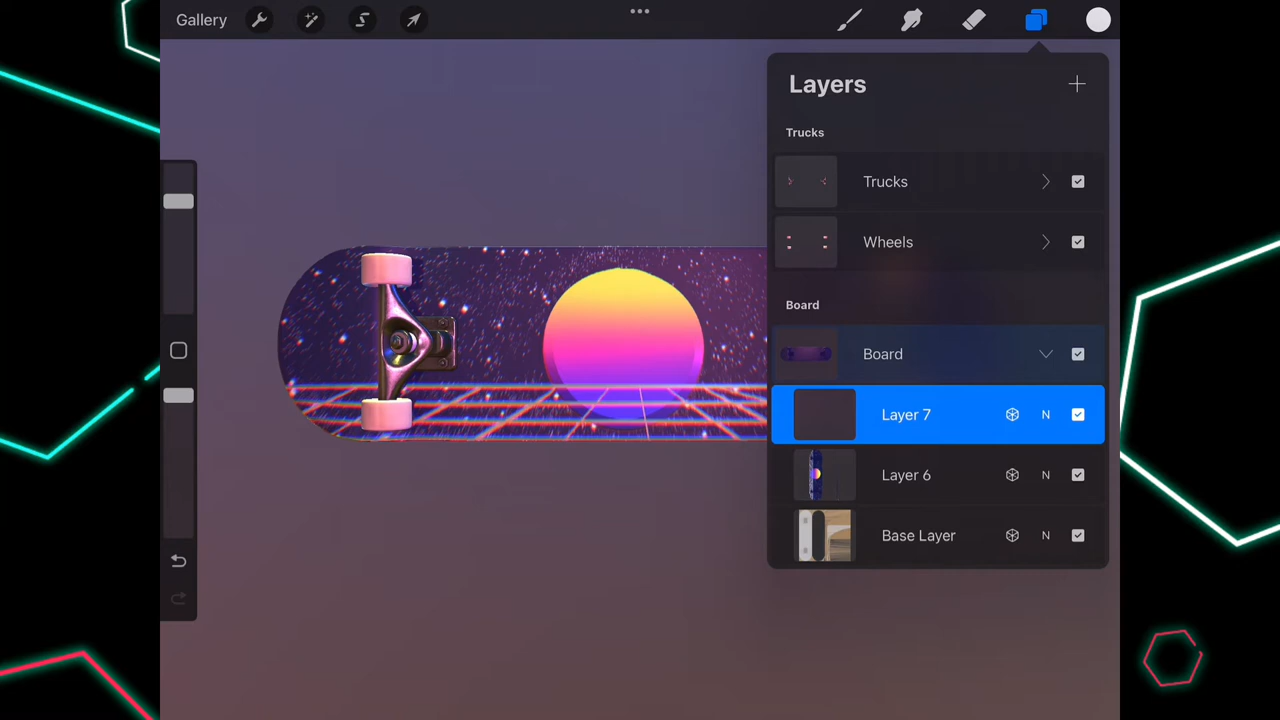 Gallery
Layers
Trucks
Trucks
Wheels
Board
Board
Layer 7 N
Layer 6 N
Base Layer N